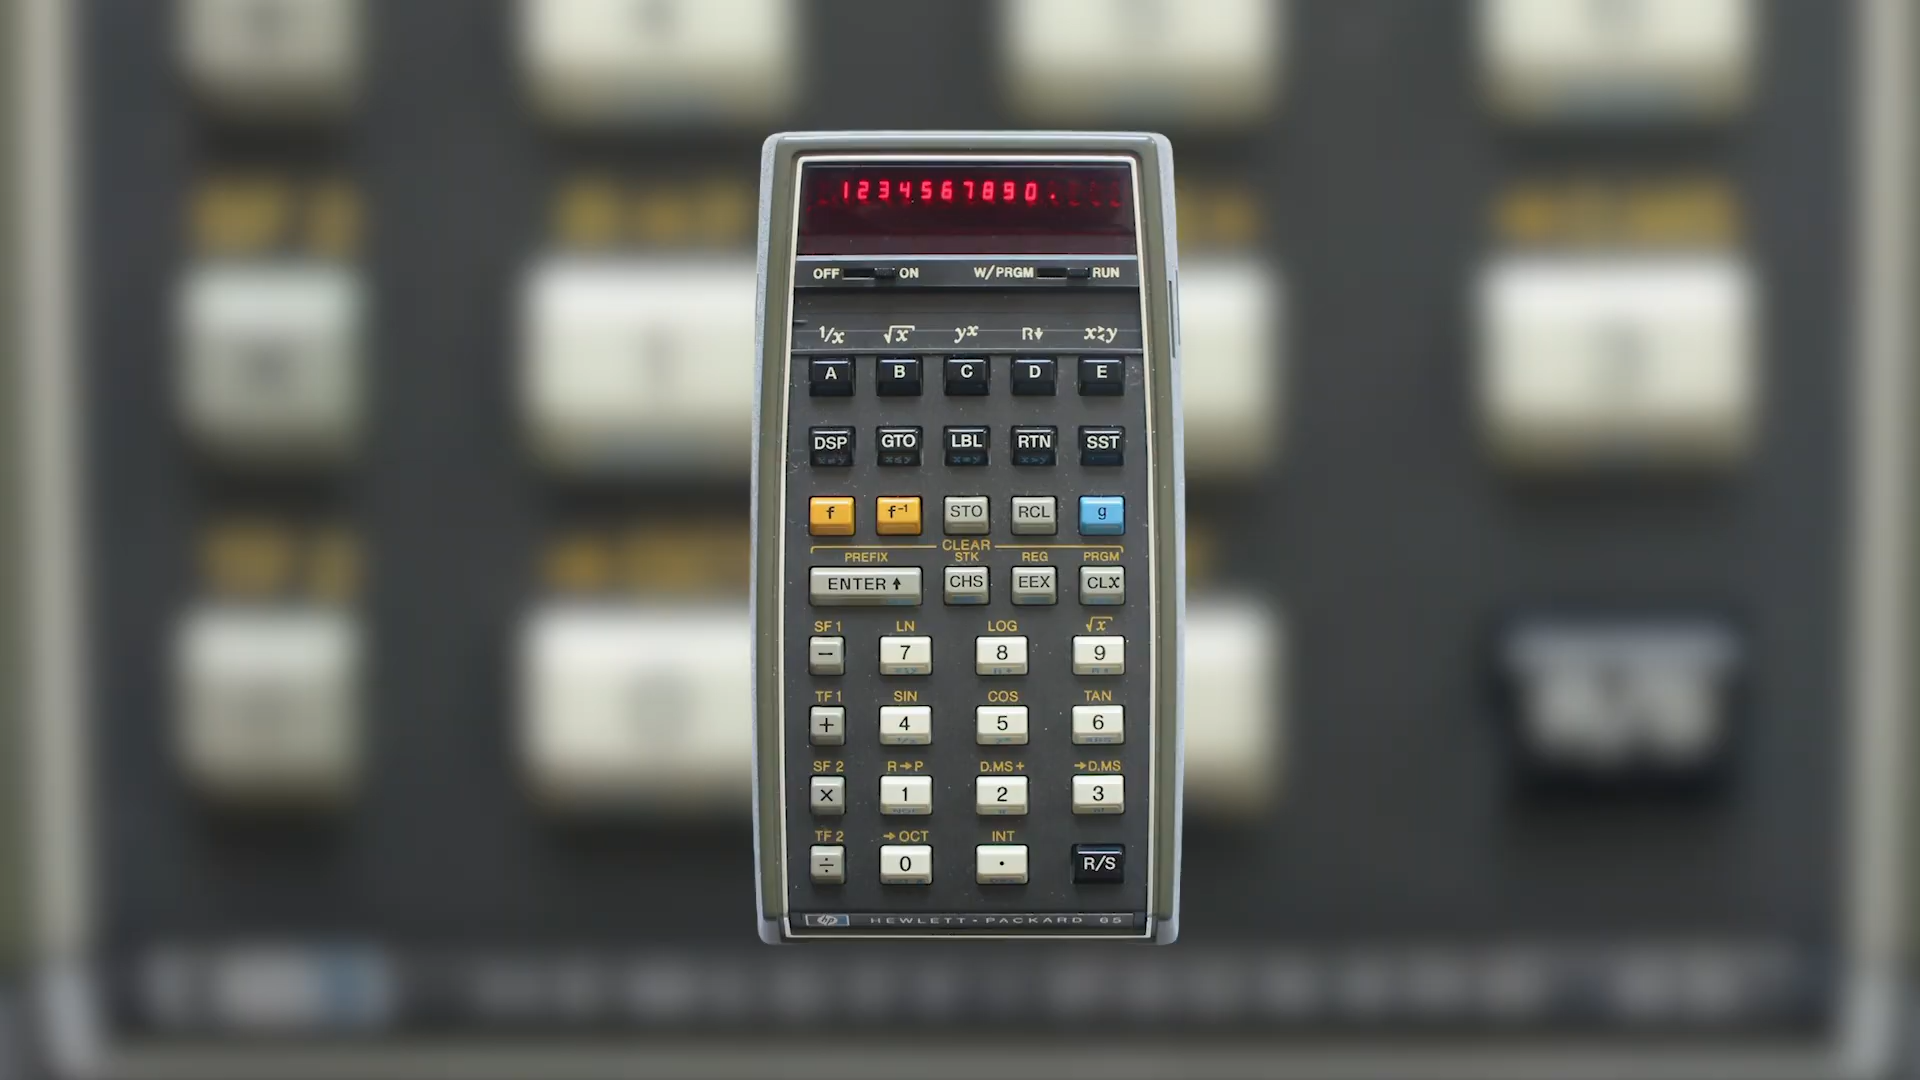 1234567890.
OFF ON W/PRGM RUN
1/x √x yˣ R↓ x≷y
A B C D E
DSP GTO LBL RTN SST
f f⁻¹ STO RCL g
CLEAR
PREFIX STK REG PRGM
ENTER↑ CHS EEX CLx
SF 1 LN LOG √x
− 7 8 9
TF 1 SIN COS TAN
+ 4 5 6
SF 2 R→P D.MS+ →D.MS
× 1 2 3
TF 2 →OCT INT
÷ 0 . R/S
hp HEWLETT•PACKARD 65